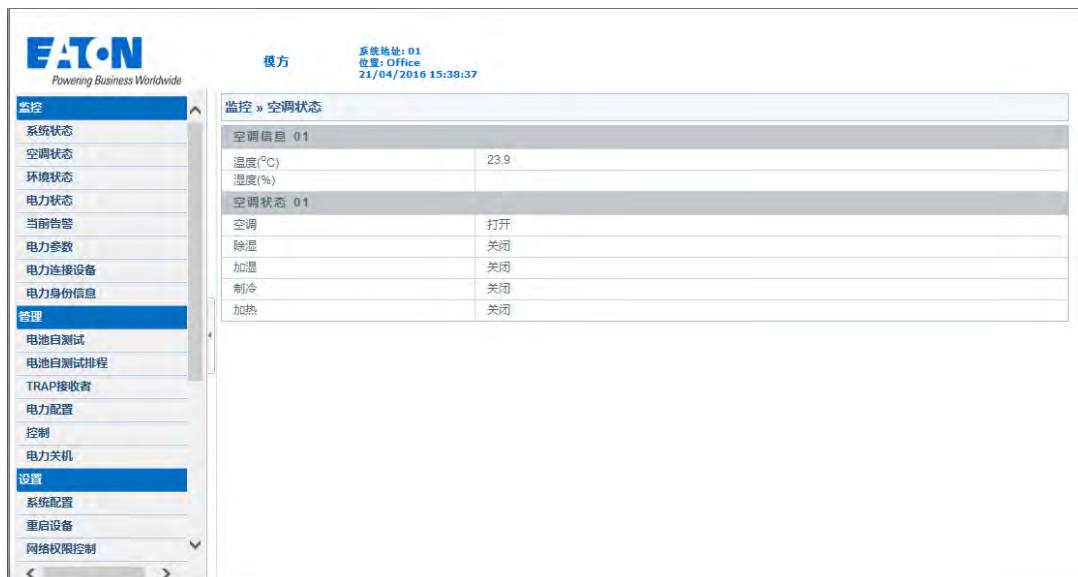 EATON
Powering Business Worldwide
模方
系统地址: 01
位置: Office
21/04/2016 15:38:37
监控
系统状态
空调状态
环境状态
电力状态
当前告警
电力参数
电力连接设备
电力身份信息
管理
电池自测试
电池自测试排程
TRAP接收者
电力配置
控制
电力关机
设置
系统配置
重启设备
网络权限控制
监控 » 空调状态
空调信息 01
温度(°C) 23.9
湿度(%)
空调状态 01
空调 打开
除湿 关闭
加湿 关闭
制冷 关闭
加热 关闭